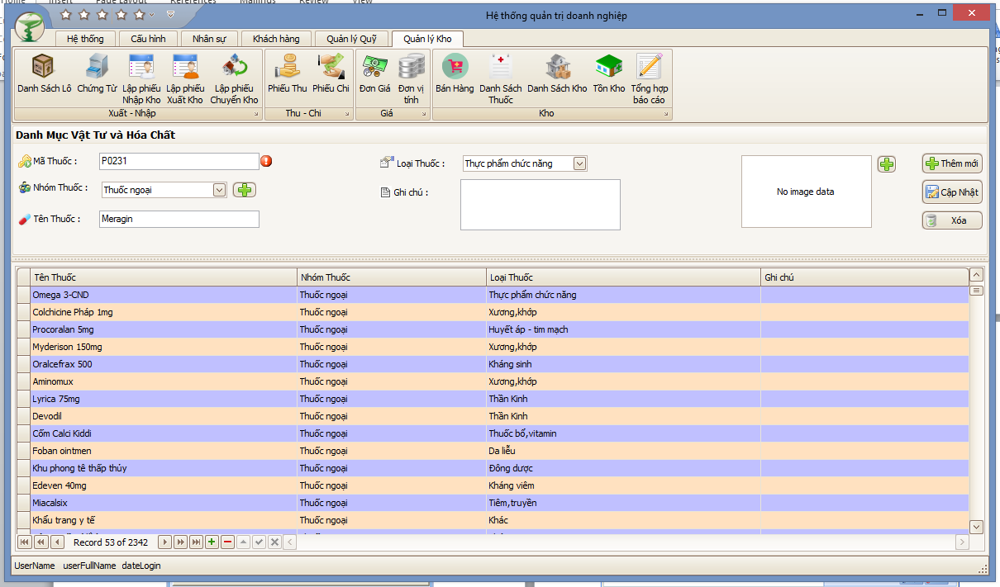 Home Insert Page Layout References Mailings Review View
Hệ thống quản trị doanh nghiệp
Hệ thống Cấu hình Nhân sự Khách hàng Quản lý Quỹ Quản lý Kho
Danh Sách Lô Chứng Từ Lập phiếu Nhập Kho Lập phiếu Xuất Kho Lập phiếu Chuyển Kho Phiếu Thu Phiếu Chi Đơn Giá Đơn vị tính Bán Hàng Danh Sách Thuốc Danh Sách Kho Tồn Kho Tổng hợp báo cáo
Xuất - Nhập Thu - Chi Giá Kho
Danh Mục Vật Tư và Hóa Chất
Mã Thuốc : P0231 Loại Thuốc : Thực phẩm chức năng No image data Thêm mới
Nhóm Thuốc : Thuốc ngoại Ghi chú : Cập Nhật
Tên Thuốc : Meragin Xóa
Tên Thuốc Nhóm Thuốc Loại Thuốc Ghi chú
Omega 3-CND Thuốc ngoại Thực phẩm chức năng
Colchicine Pháp 1mg Thuốc ngoại Xương,khớp
Procoralan 5mg Thuốc ngoại Huyết áp - tim mạch
Myderison 150mg Thuốc ngoại Xương,khớp
Oralcefrax 500 Thuốc ngoại Kháng sinh
Aminomux Thuốc ngoại Xương,khớp
Lyrica 75mg Thuốc ngoại Thần Kinh
Devodil Thuốc ngoại Thần Kinh
Cốm Calci Kiddi Thuốc ngoại Thuốc bổ,vitamin
Foban ointmen Thuốc ngoại Da liễu
Khu phong tê thấp thủy Thuốc ngoại Đông dược
Edeven 40mg Thuốc ngoại Kháng viêm
Miacalsix Thuốc ngoại Tiêm,truyền
Khẩu trang y tế Thuốc ngoại Khác
Record 53 of 2342
UserName userFullName dateLogin